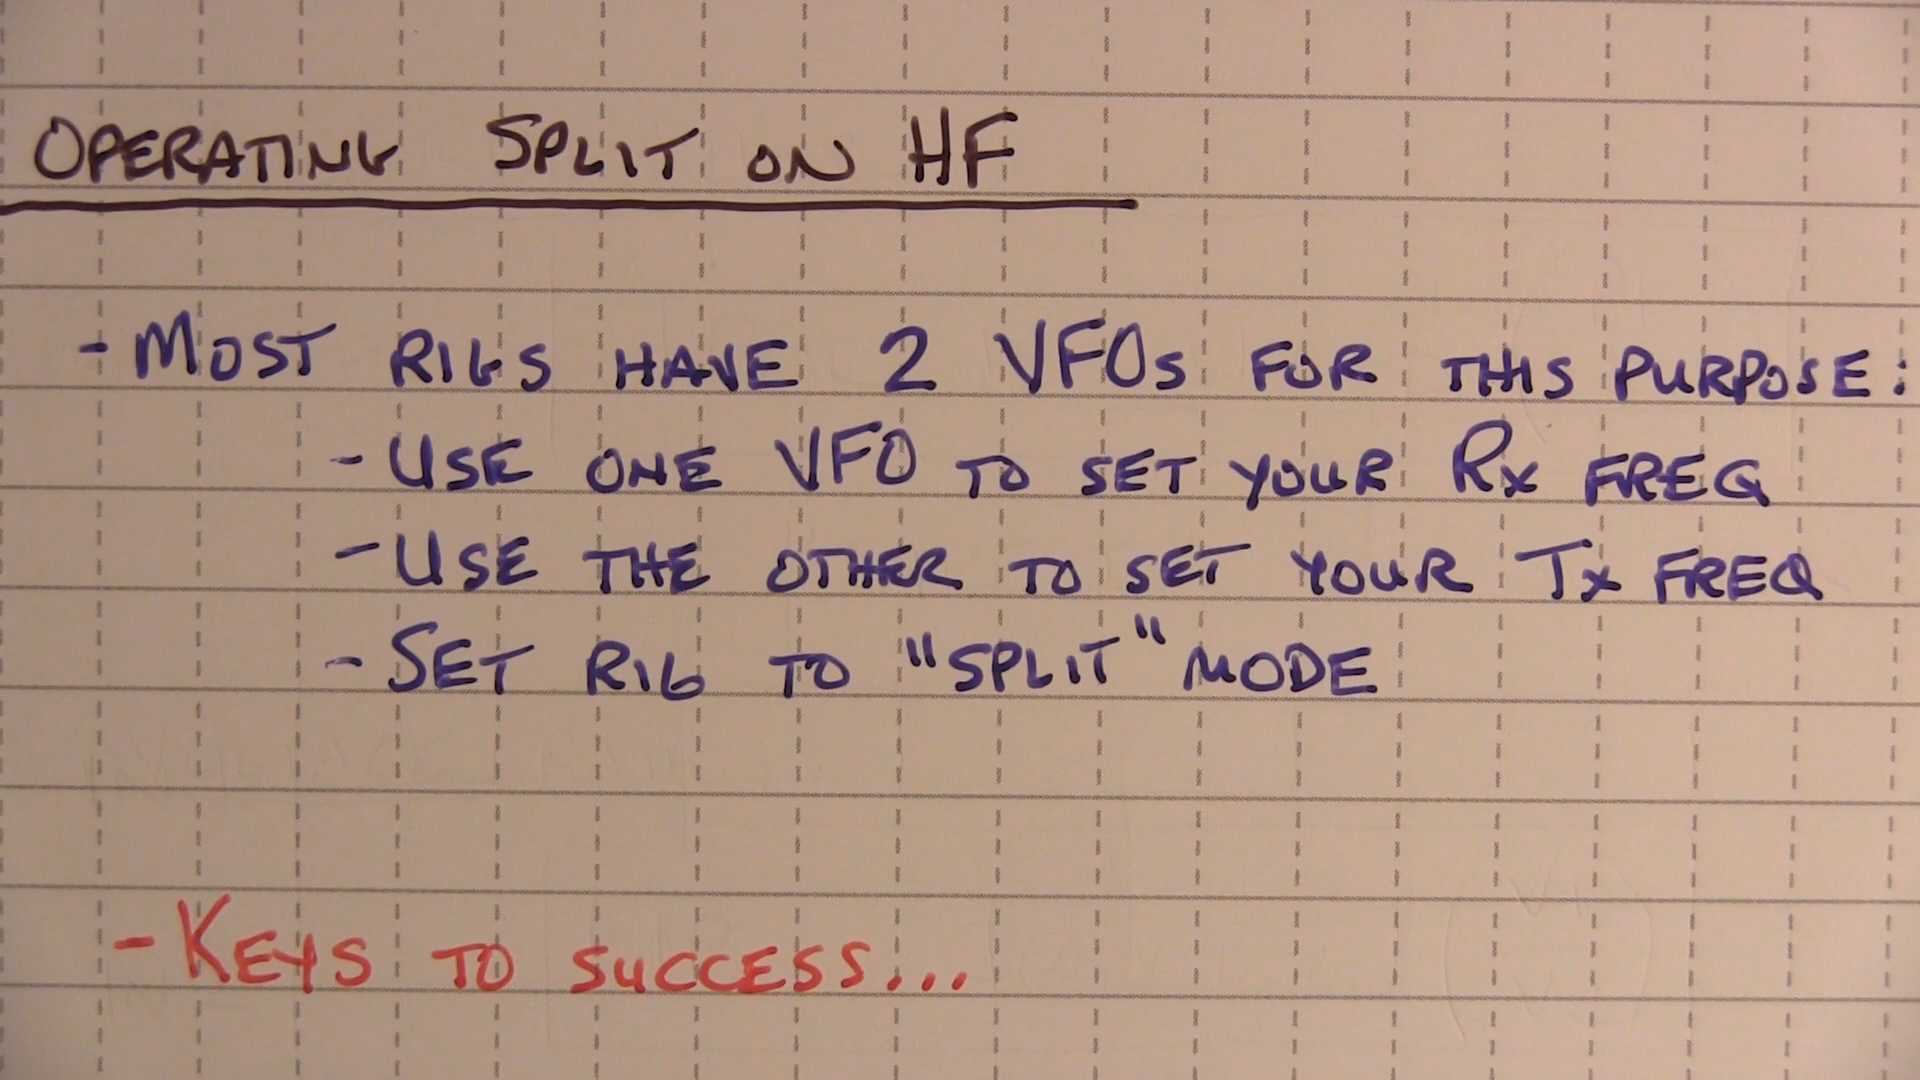 OPERATING SPLIT ON HF
- MOST RIGS HAVE 2 VFOs FOR THIS PURPOSE:
- USE ONE VFO TO SET YOUR Rx FREQ
- USE THE OTHER TO SET YOUR Tx FREQ
- SET RIG TO "SPLIT" MODE
- KEYS TO SUCCESS...